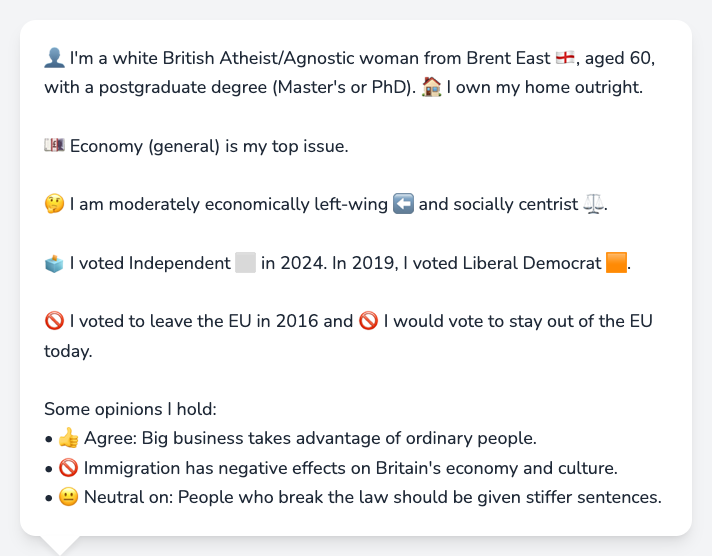 👤 I'm a white British Atheist/Agnostic woman from Brent East 🏴󠁧󠁢󠁥󠁮󠁧󠁿, aged 60,
with a postgraduate degree (Master's or PhD). 🏠 I own my home outright.
💷 Economy (general) is my top issue.
🤔 I am moderately economically left-wing ⬅️ and socially centrist ⚖️.
🗳️ I voted Independent ⬜ in 2024. In 2019, I voted Liberal Democrat 🟧.
🚫 I voted to leave the EU in 2016 and 🚫 I would vote to stay out of the EU
today.
Some opinions I hold:
• 👍 Agree: Big business takes advantage of ordinary people.
• 🚫 Immigration has negative effects on Britain's economy and culture.
• 😐 Neutral on: People who break the law should be given stiffer sentences.